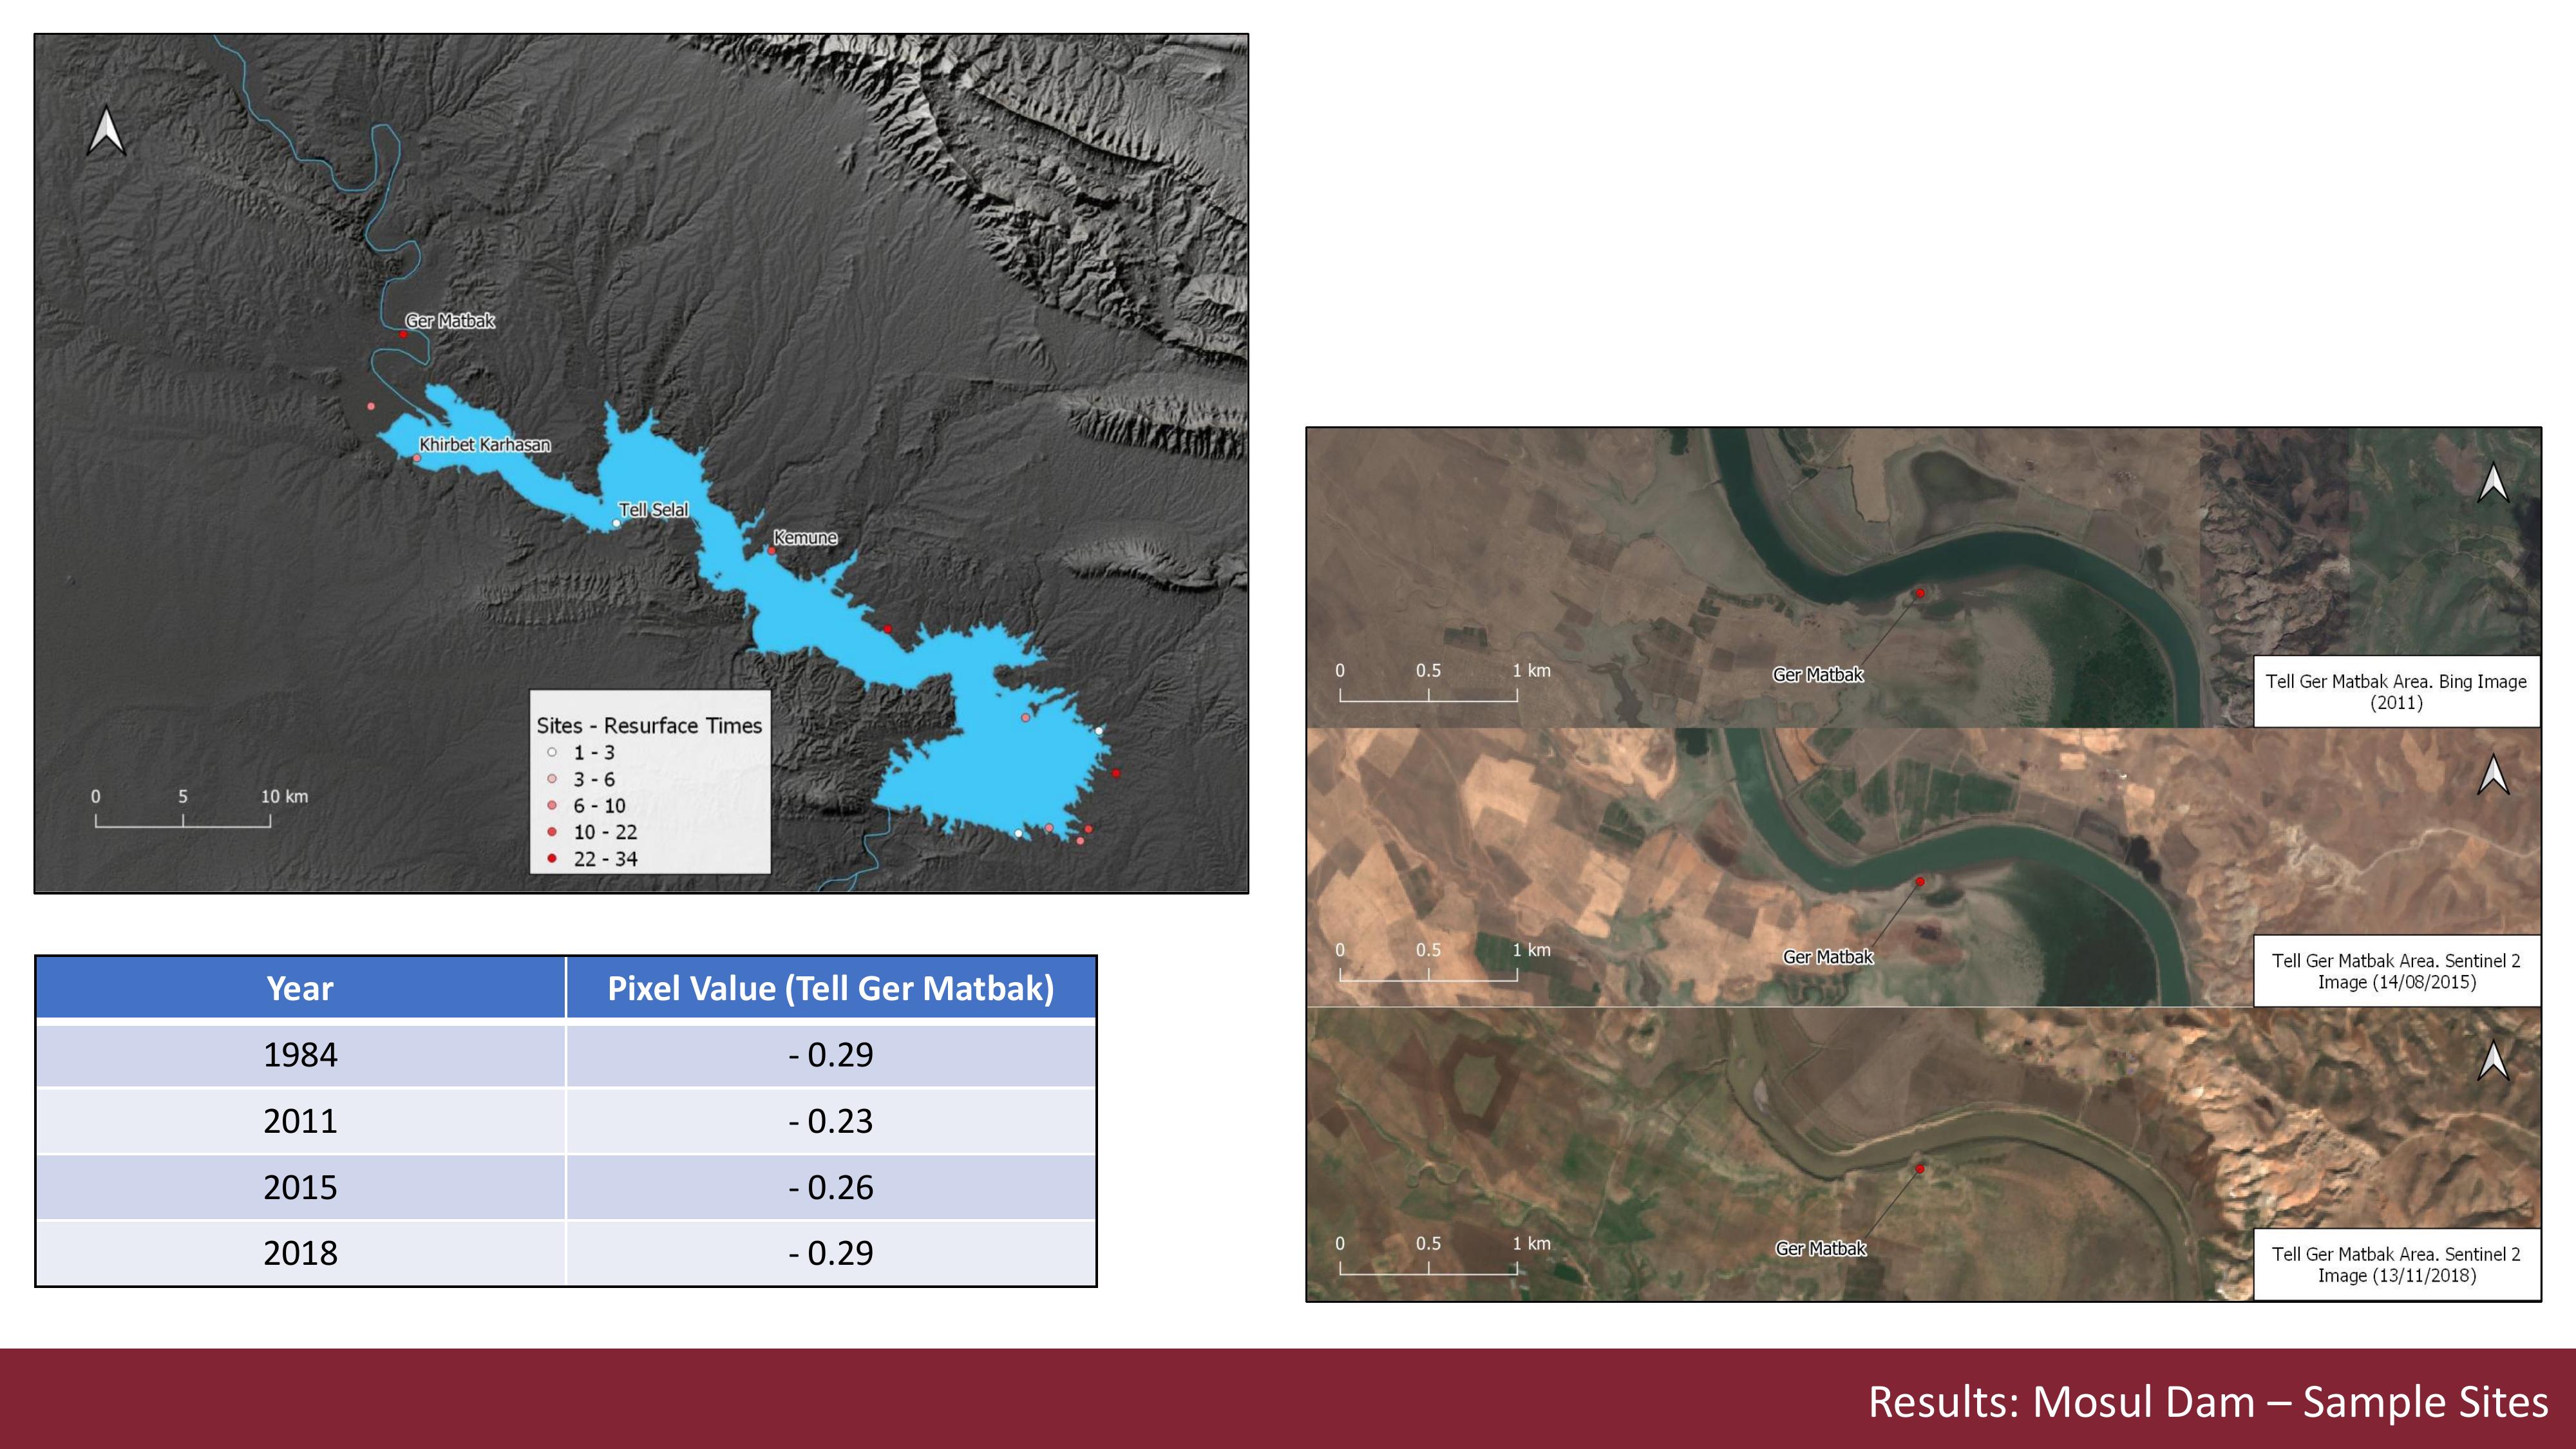 Ger Matbak
Khirbet Karhasan
Tell Selal
Kemune
Sites - Resurface Times
1 - 3
3 - 6
6 - 10
10 - 22
22 - 34
0 5 10 km
Year Pixel Value (Tell Ger Matbak)
1984 - 0.29
2011 - 0.23
2015 - 0.26
2018 - 0.29
0 0.5 1 km
Ger Matbak
Tell Ger Matbak Area. Bing Image
(2011)
0 0.5 1 km
Ger Matbak
Tell Ger Matbak Area. Sentinel 2
Image (14/08/2015)
0 0.5 1 km
Ger Matbak
Tell Ger Matbak Area. Sentinel 2
Image (13/11/2018)
Results: Mosul Dam – Sample Sites